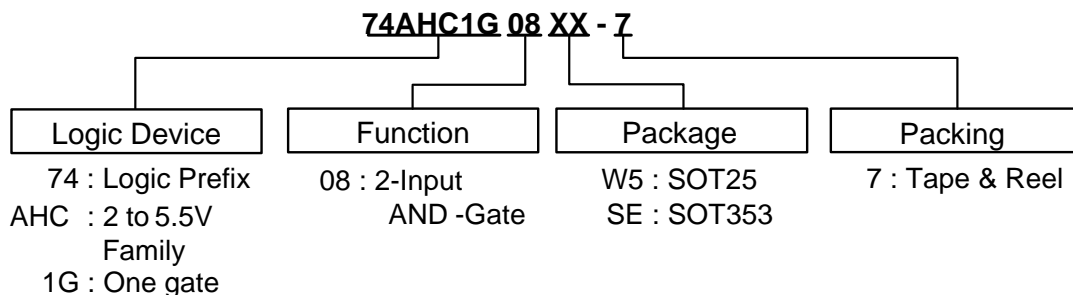 74AHC1G 08 XX - 7
Logic Device
74 : Logic Prefix
AHC : 2 to 5.5V
Family
1G : One gate
Function
08 : 2-Input
AND -Gate
Package
W5 : SOT25
SE : SOT353
Packing
7 : Tape & Reel